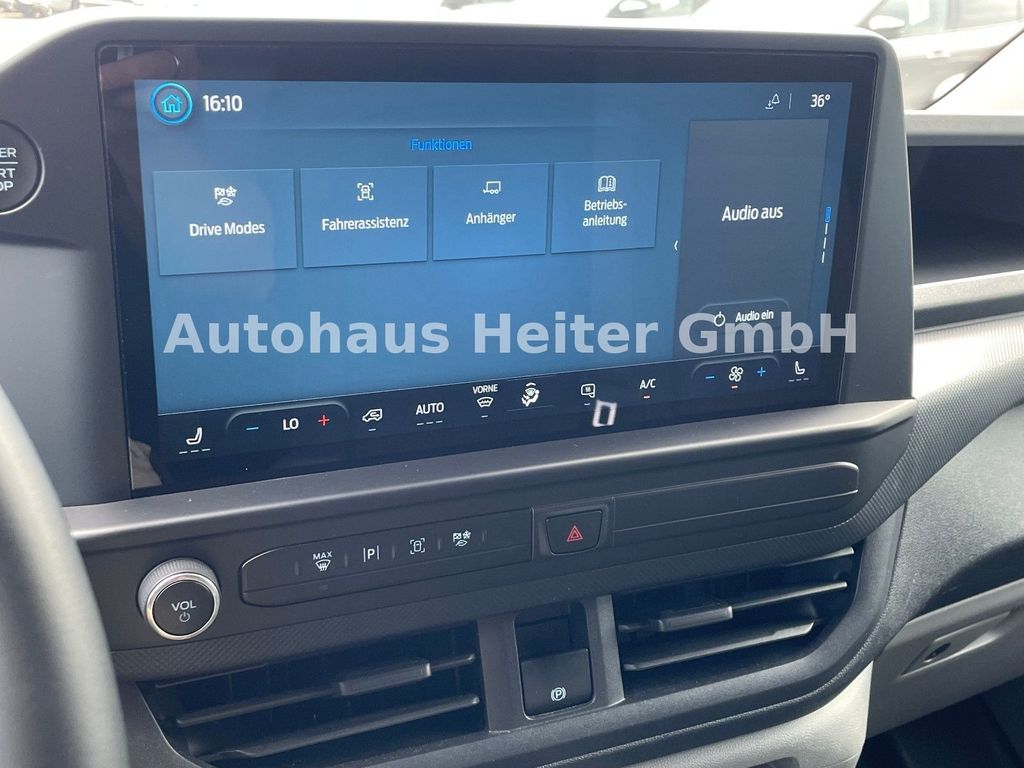 16:10
36°
Funktionen
Drive Modes
Fahrerassistenz
Anhänger
Betriebs-
anleitung
Audio aus
Audio ein
Autohaus Heiter GmbH
LO
AUTO
VORNE
A/C
MAX
P
VOL
P